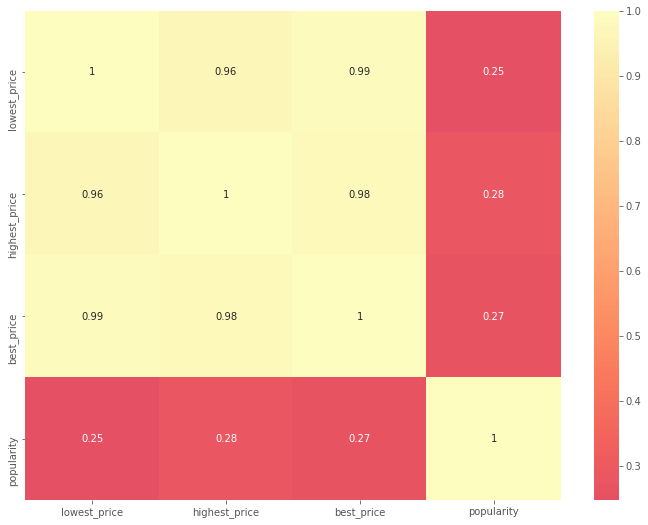 lowest_price 1 0.96 0.99 0.25
highest_price 0.96 1 0.98 0.28
best_price 0.99 0.98 1 0.27
popularity 0.25 0.28 0.27 1
lowest_price highest_price best_price popularity
1.0
0.9
0.8
0.7
0.6
0.5
0.4
0.3